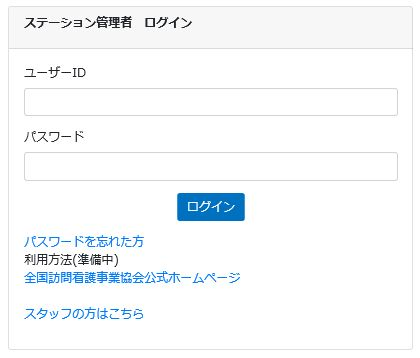 ステーション管理者　ログイン
ユーザーID
パスワード
ログイン
パスワードを忘れた方
利用方法(準備中)
全国訪問看護事業協会公式ホームページ
スタッフの方はこちら